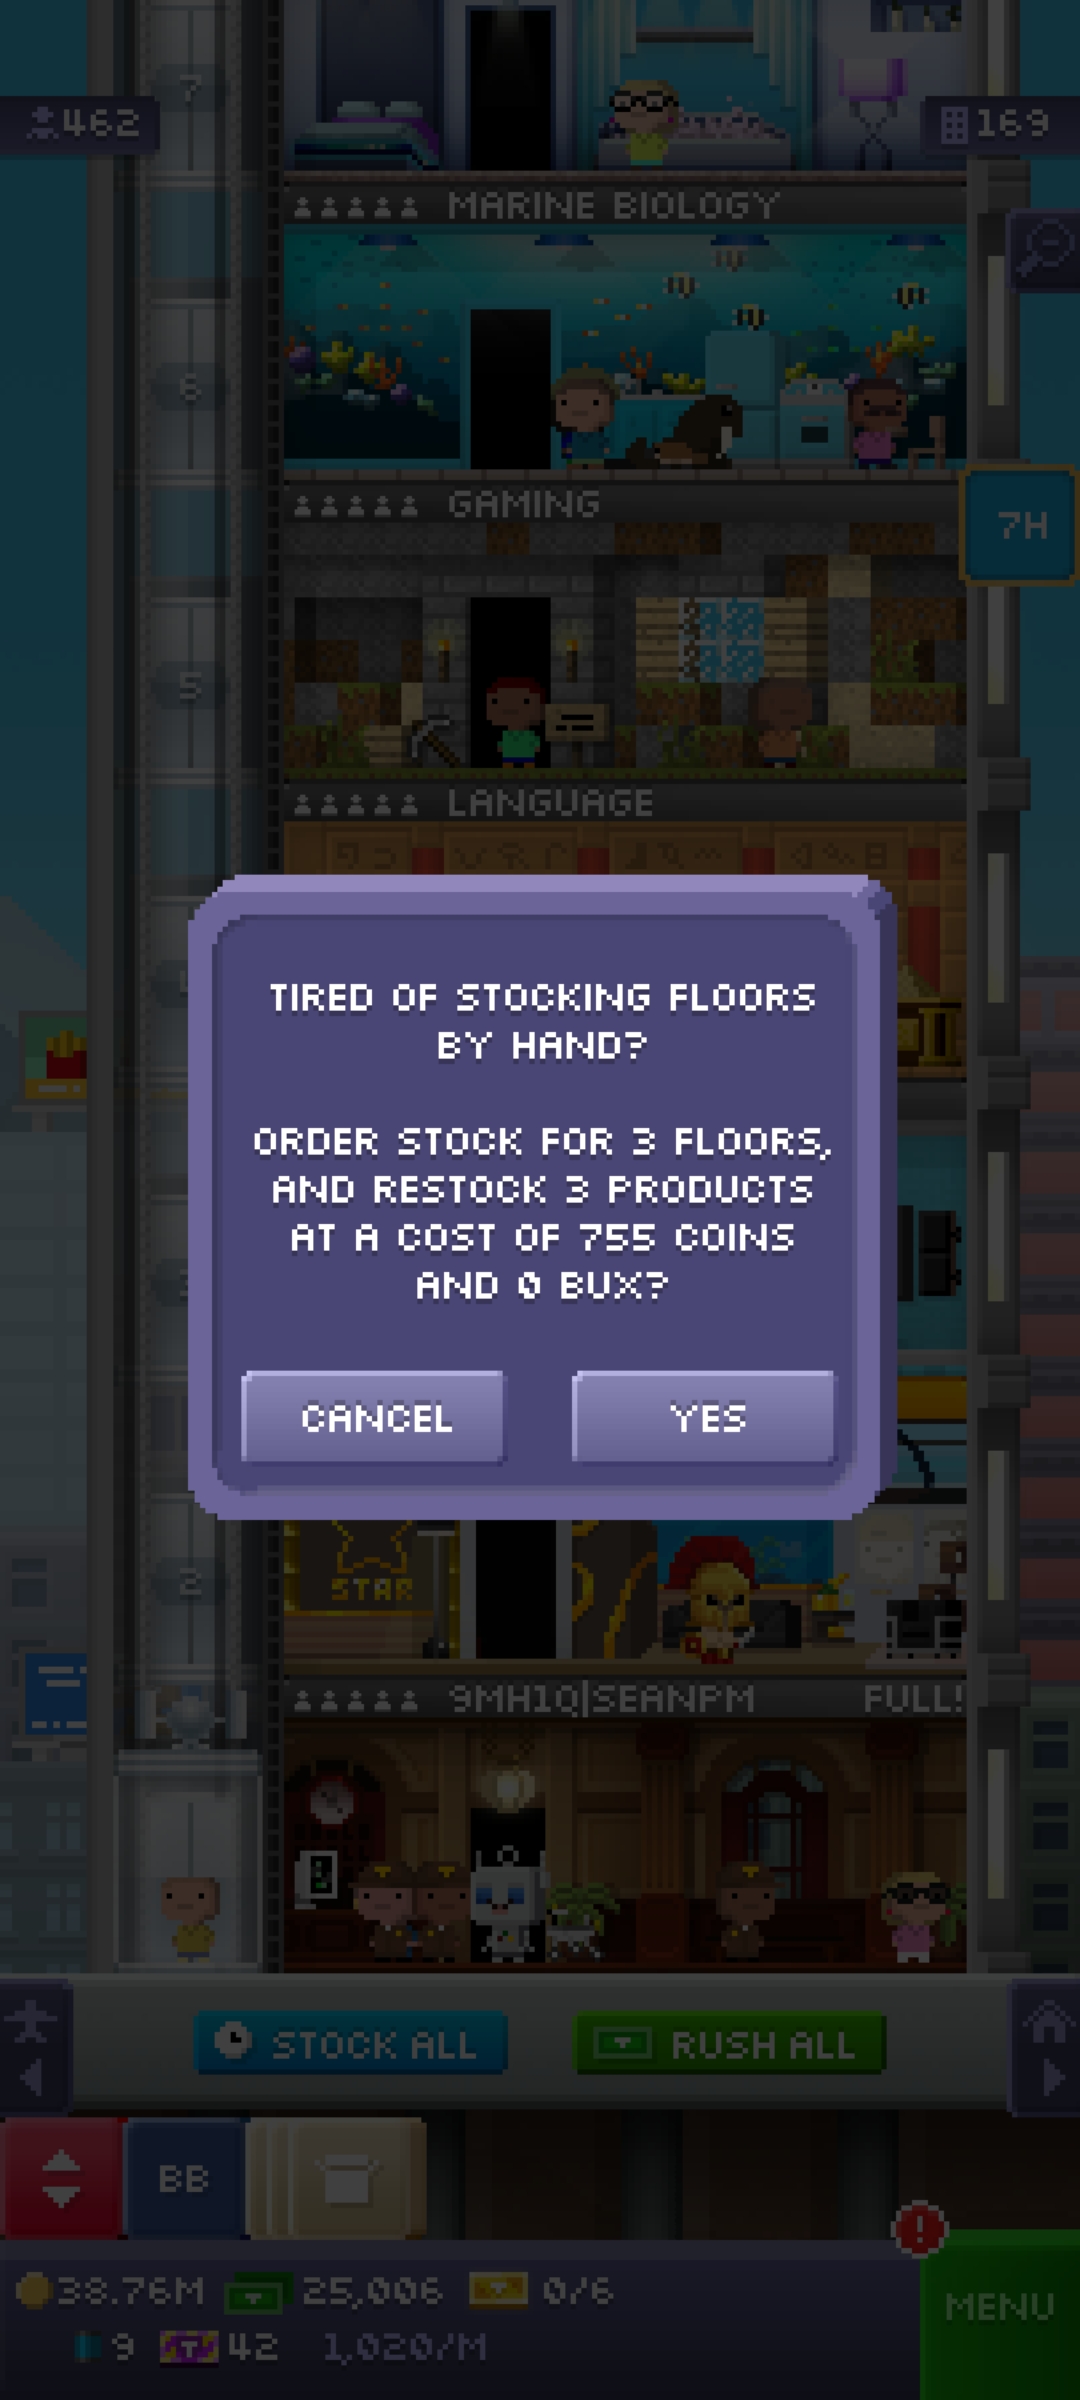 7
462
169
MARINE BIOLOGY
6
GAMING
7H
5
LANGUAGE
TIRED OF STOCKING FLOORS
BY HAND?
ORDER STOCK FOR 3 FLOORS,
AND RESTOCK 3 PRODUCTS
AT A COST OF 755 COINS
AND 0 BUX?
CANCEL
YES
2
STAR
9MH1Q|SEANPM
FULL!
STOCK ALL
RUSH ALL
BB
!
38.76M
25,006
0/6
MENU
9
42
1,020/M